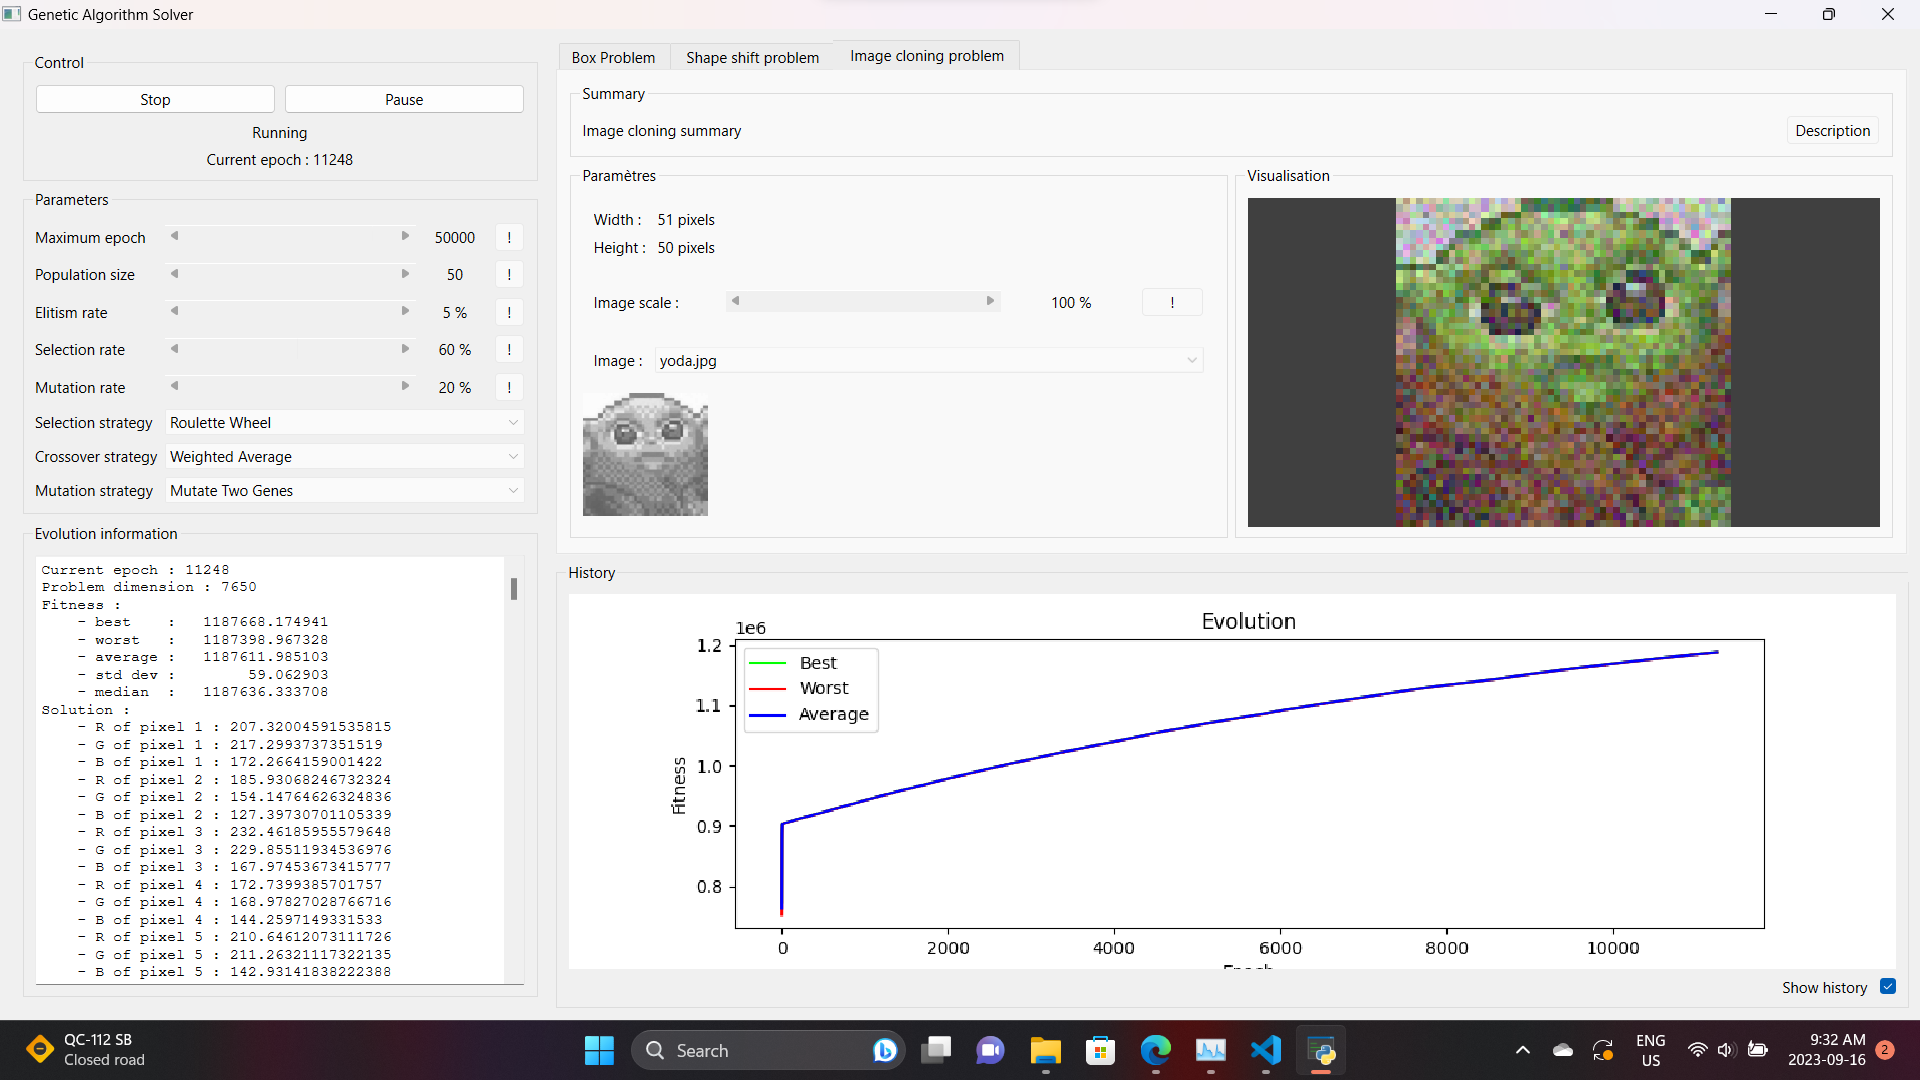 Genetic Algorithm Solver
Control
Stop
Pause
Running
Current epoch : 11248
Parameters
Maximum epoch 50000 !
Population size 50 !
Elitism rate 5 % !
Selection rate 60 % !
Mutation rate 20 % !
Selection strategy Roulette Wheel
Crossover strategy Weighted Average
Mutation strategy Mutate Two Genes
Evolution information
Current epoch : 11248
Problem dimension : 7650
Fitness :
- best : 1187668.174941
- worst : 1187398.967328
- average : 1187611.985103
- std dev : 59.062903
- median : 1187636.333708
Solution :
- R of pixel 1 : 207.32004591535815
- G of pixel 1 : 217.2993737351519
- B of pixel 1 : 172.2664159001422
- R of pixel 2 : 185.93068246732324
- G of pixel 2 : 154.14764626324836
- B of pixel 2 : 127.39730701105339
- R of pixel 3 : 232.46185955579648
- G of pixel 3 : 229.85511934536976
- B of pixel 3 : 167.97453673415777
- R of pixel 4 : 172.7399385701757
- G of pixel 4 : 168.97827028766716
- B of pixel 4 : 144.2597149331533
- R of pixel 5 : 210.64612073111726
- G of pixel 5 : 211.26321117322135
- B of pixel 5 : 142.93141838222388
Box Problem
Shape shift problem
Image cloning problem
Summary
Image cloning summary
Description
Paramètres
Width : 51 pixels
Height : 50 pixels
Image scale : 100 % !
Image : yoda.jpg
Visualisation
History
Evolution
1e6
1.2
1.1
1.0
0.9
0.8
Fitness
Best
Worst
Average
0 2000 4000 6000 8000 10000
Epoch
Show history
QC-112 SB
Closed road
Search
ENG
US
9:32 AM
2023-09-16
2